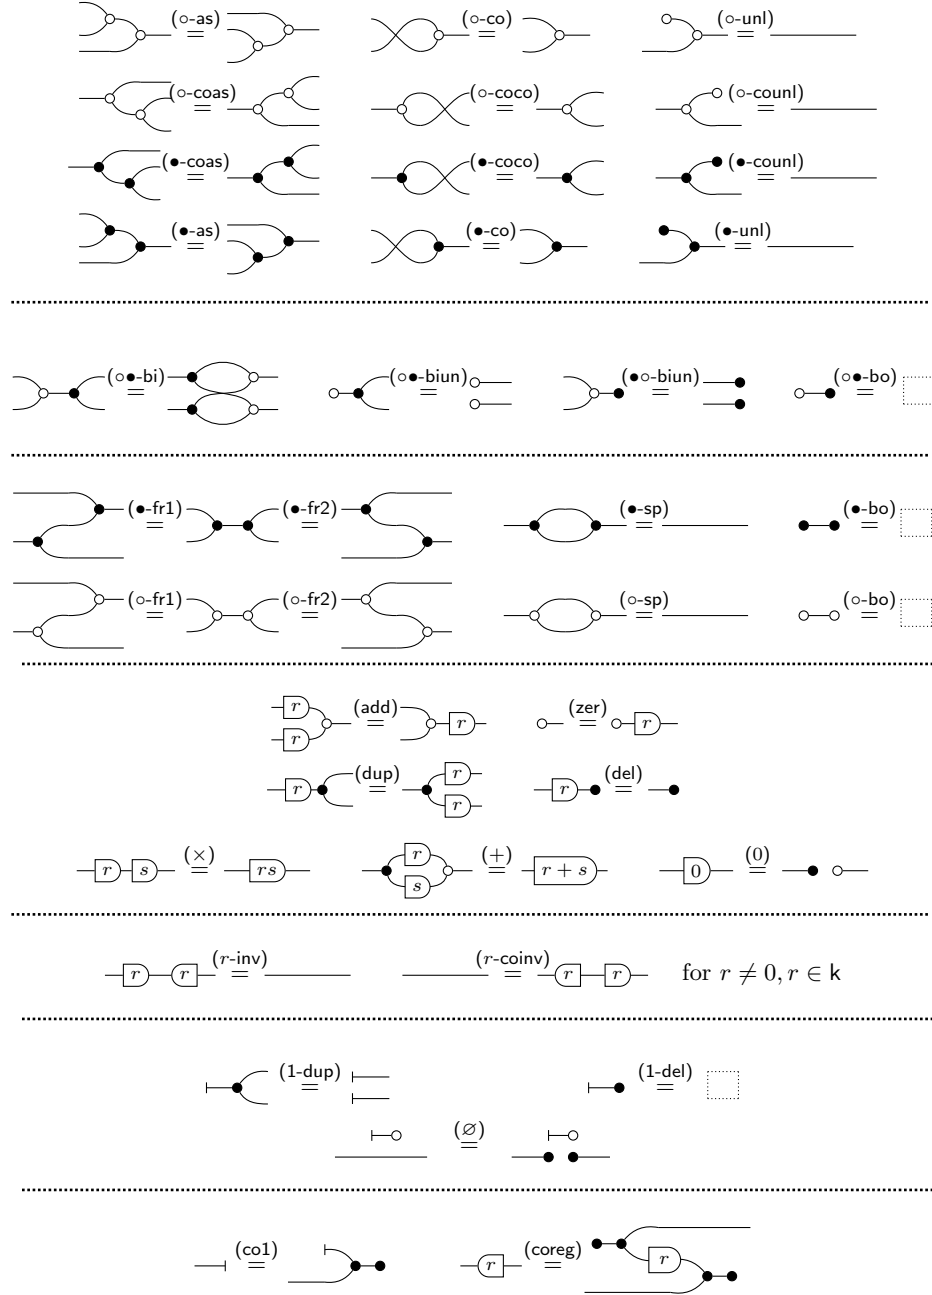 (○-as) = (○-co) = (○-unl) =
(○-coas) = (○-coco) = (○-counl) =
(●-coas) = (●-coco) = (●-counl) =
(●-as) = (●-co) = (●-unl) =
(○●-bi) = (○●-biun) = (●○-biun) = (○●-bo) =
(●-fr1) = (●-fr2) = (●-sp) = (●-bo) =
(○-fr1) = (○-fr2) = (○-sp) = (○-bo) =
r r (add) = r (zer) = r
r (dup) = r r r (del) =
r s (×) = rs r s (+) = r + s 0 (0) =
r r (r-inv) = (r-coinv) = r r for r ≠ 0, r ∈ k
(1-dup) = (1-del) =
(∅) =
(co1) = r (coreg) = r